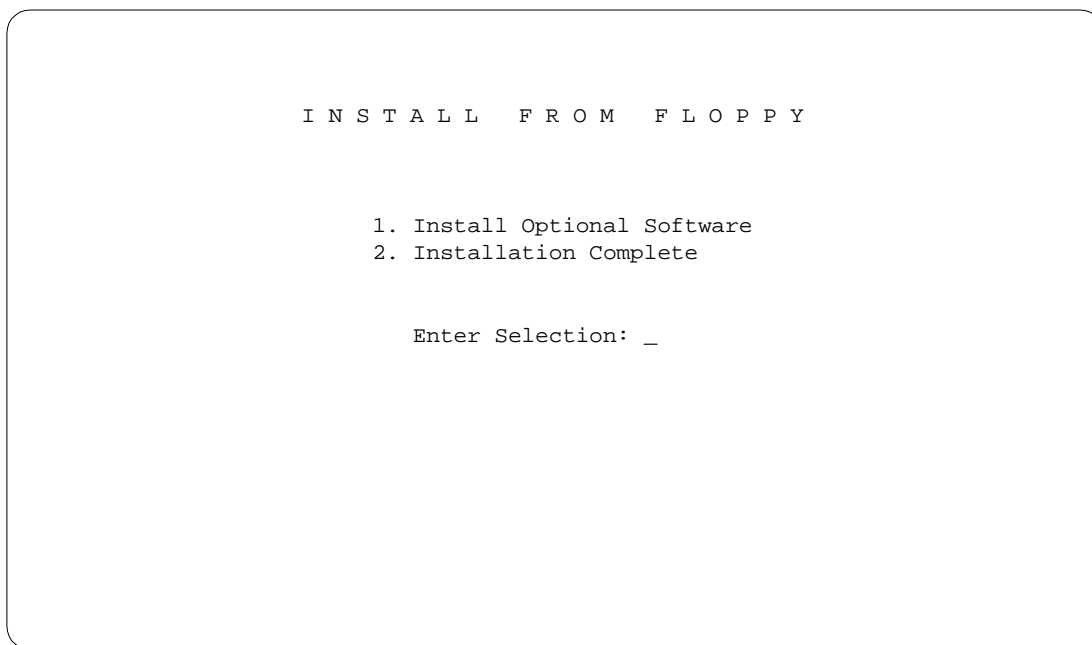 I N S T A L L   F R O M   F L O P P Y
1. Install Optional Software
2. Installation Complete
Enter Selection: _